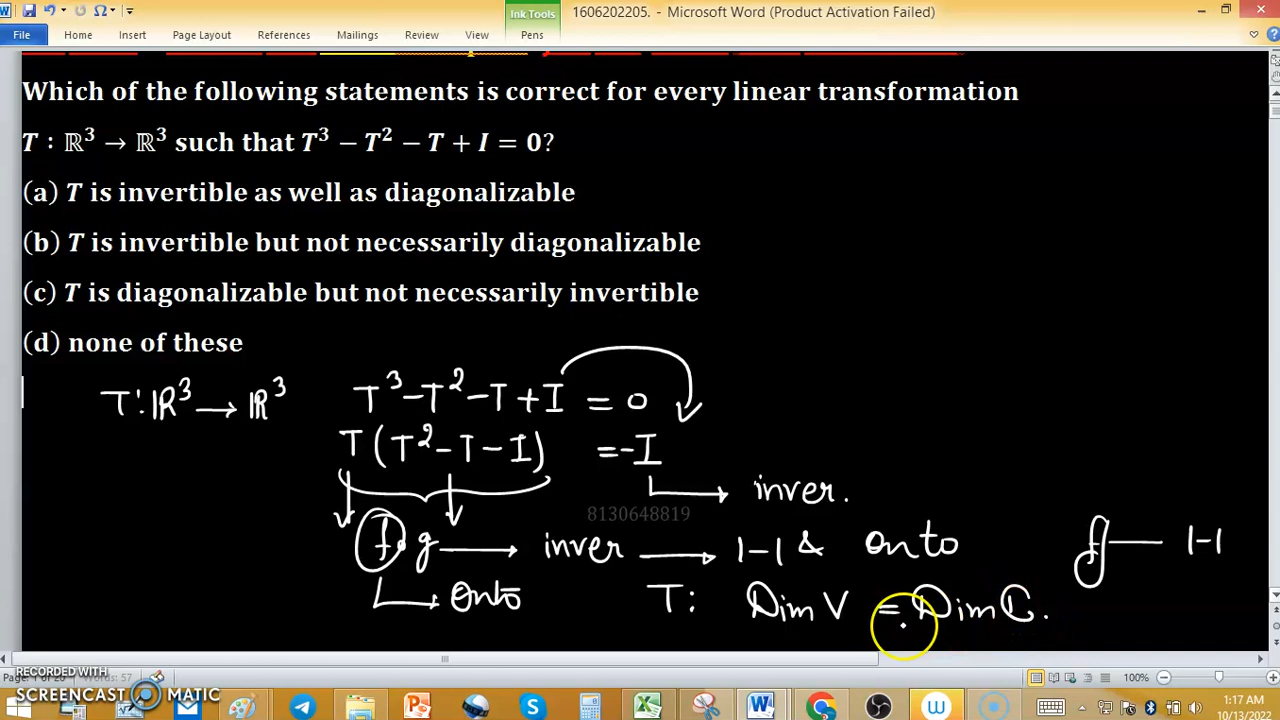 Ink Tools
1606202205. - Microsoft Word (Product Activation Failed)
File Home Insert Page Layout References Mailings Review View Pens
Which of the following statements is correct for every linear transformation
T : ℝ³ → ℝ³ such that T³ − T² − T + I = 0?
(a) T is invertible as well as diagonalizable
(b) T is invertible but not necessarily diagonalizable
(c) T is diagonalizable but not necessarily invertible
(d) none of these
T: ℝ³ → ℝ³ T³ - T² - T + I = 0
T(T² - T - I) = -I
inver.
8130648819
f∘g → inver → 1-1 & onto f — 1-1
onto T: Dim V = Dim
100%
RECORDED WITH
SCREENCAST MATIC
Words: 57
1:17 AM
10/13/2022